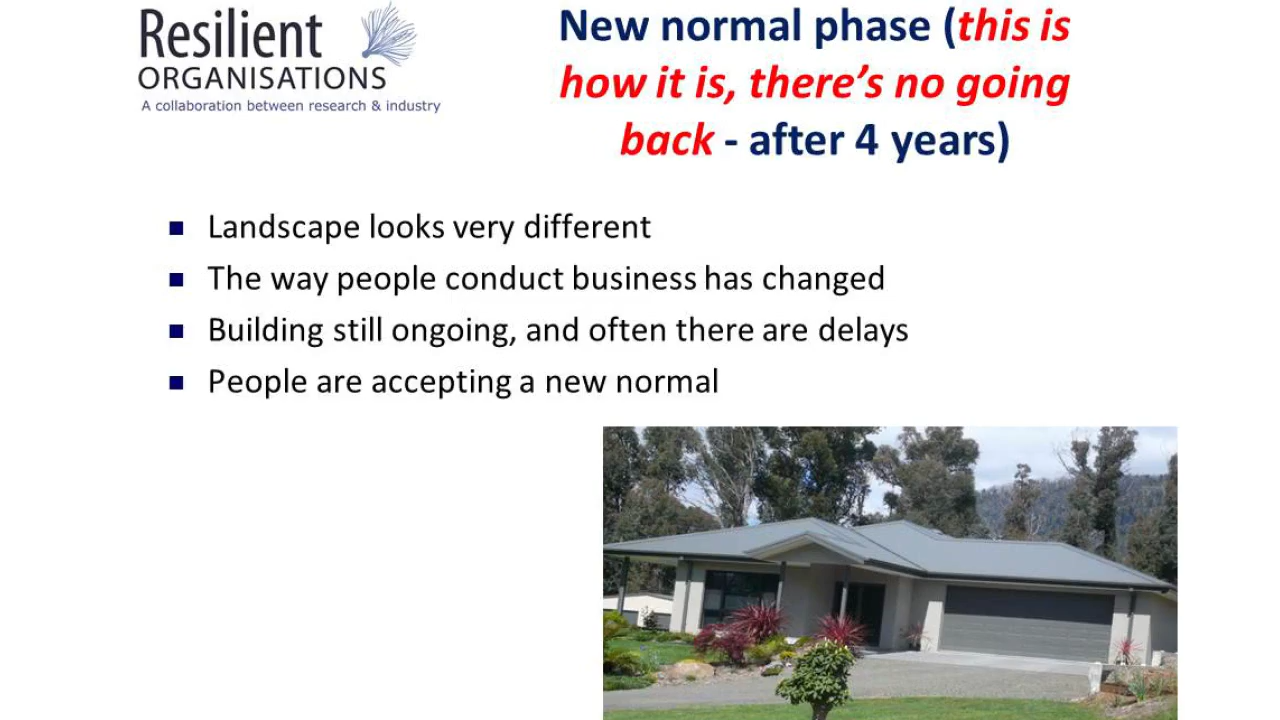 Resilient
ORGANISATIONS
A collaboration between research & industry
New normal phase (this is
how it is, there’s no going
back - after 4 years)
Landscape looks very different
The way people conduct business has changed
Building still ongoing, and often there are delays
People are accepting a new normal